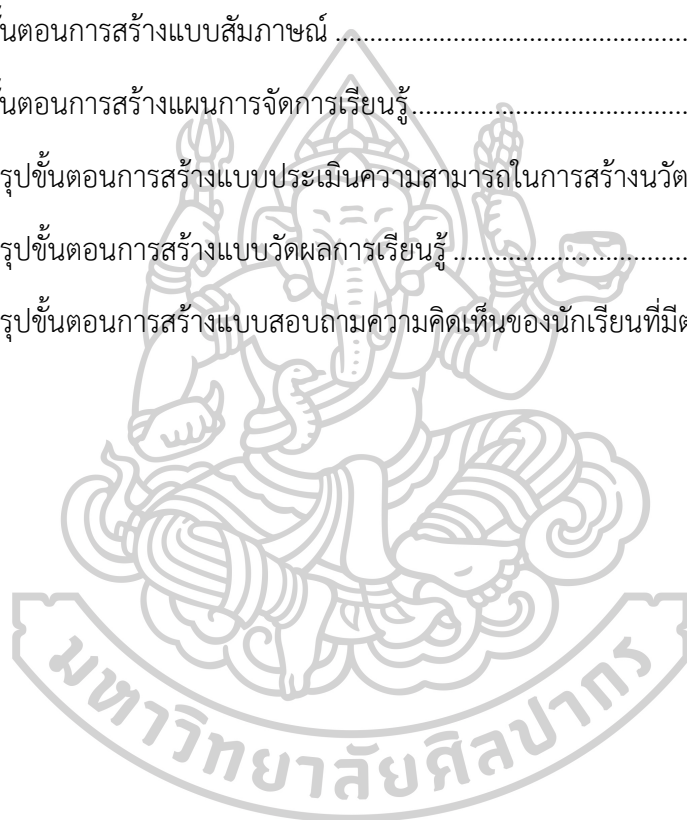 ขั้นตอนการสร้างแบบสัมภาษณ์ ................................................
ขั้นตอนการสร้างแผนการจัดการเรียนรู้......................................
รุปขั้นตอนการสร้างแบบประเมินความสามารถในการสร้างนวัต
รุปขั้นตอนการสร้างแบบวัดผลการเรียนรู้ ................................
รุปขั้นตอนการสร้างแบบสอบถามความคิดเห็นของนักเรียนที่มีต
มหาวิทยาลัยศิลปากร